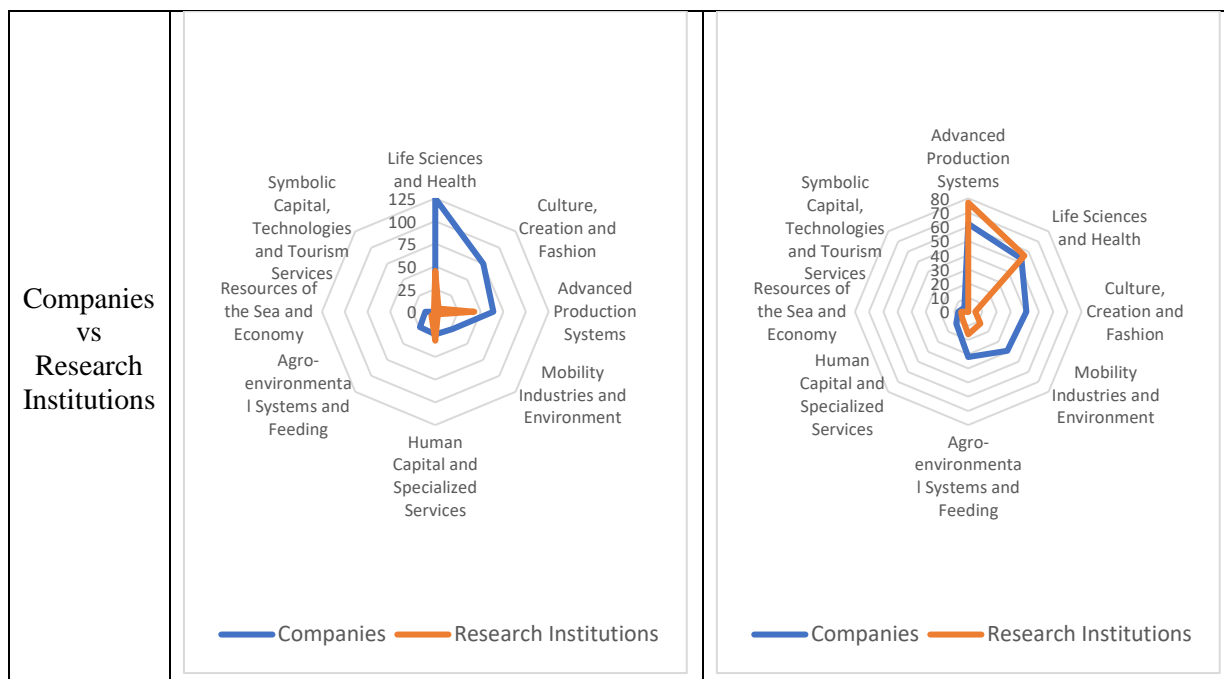 Companies
vs
Research
Institutions
Life Sciences
and Health
Culture,
Creation and
Fashion
Advanced
Production
Systems
Mobility
Industries and
Environment
Human
Capital and
Specialized
Services
Agro-
environmenta
l Systems and
Feeding
Resources of
the Sea and
Economy
Symbolic
Capital,
Technologies
and Tourism
Services
125
100
75
50
25
0
Companies
Research Institutions
Advanced
Production
Systems
Life Sciences
and Health
Culture,
Creation and
Fashion
Mobility
Industries and
Environment
Agro-
environmenta
l Systems and
Feeding
Human
Capital and
Specialized
Services
Resources of
the Sea and
Economy
Symbolic
Capital,
Technologies
and Tourism
Services
80
70
60
50
40
30
20
10
0
Companies
Research Institutions